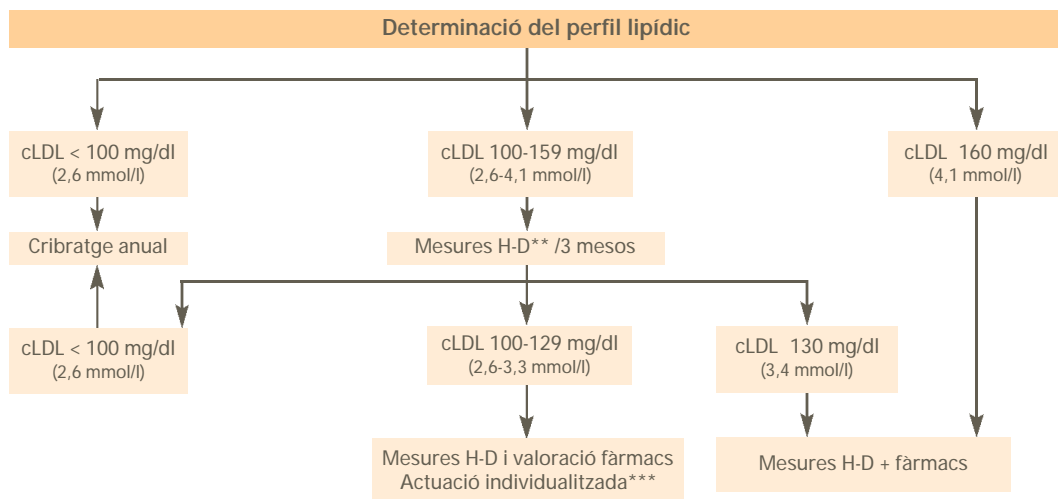 Determinació del perfil lipídic
cLDL < 100 mg/dl
(2,6 mmol/l)
cLDL 100-159 mg/dl
(2,6-4,1 mmol/l)
cLDL 160 mg/dl
(4,1 mmol/l)
Cribratge anual
Mesures H-D** /3 mesos
cLDL < 100 mg/dl
(2,6 mmol/l)
cLDL 100-129 mg/dl
(2,6-3,3 mmol/l)
cLDL 130 mg/dl
(3,4 mmol/l)
Mesures H-D i valoració fàrmacs
Actuació individualitzada***
Mesures H-D + fàrmacs